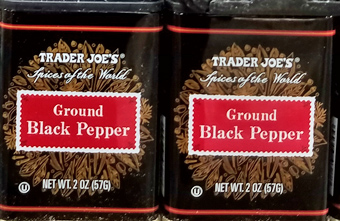 TRADER JOE'S
Spices of the World
Ground
Black Pepper
NET WT. 2 OZ (57G)
TRADER JOE'S
Spices of the World
Ground
Black Pepper
NET WT. 2 OZ (57G)